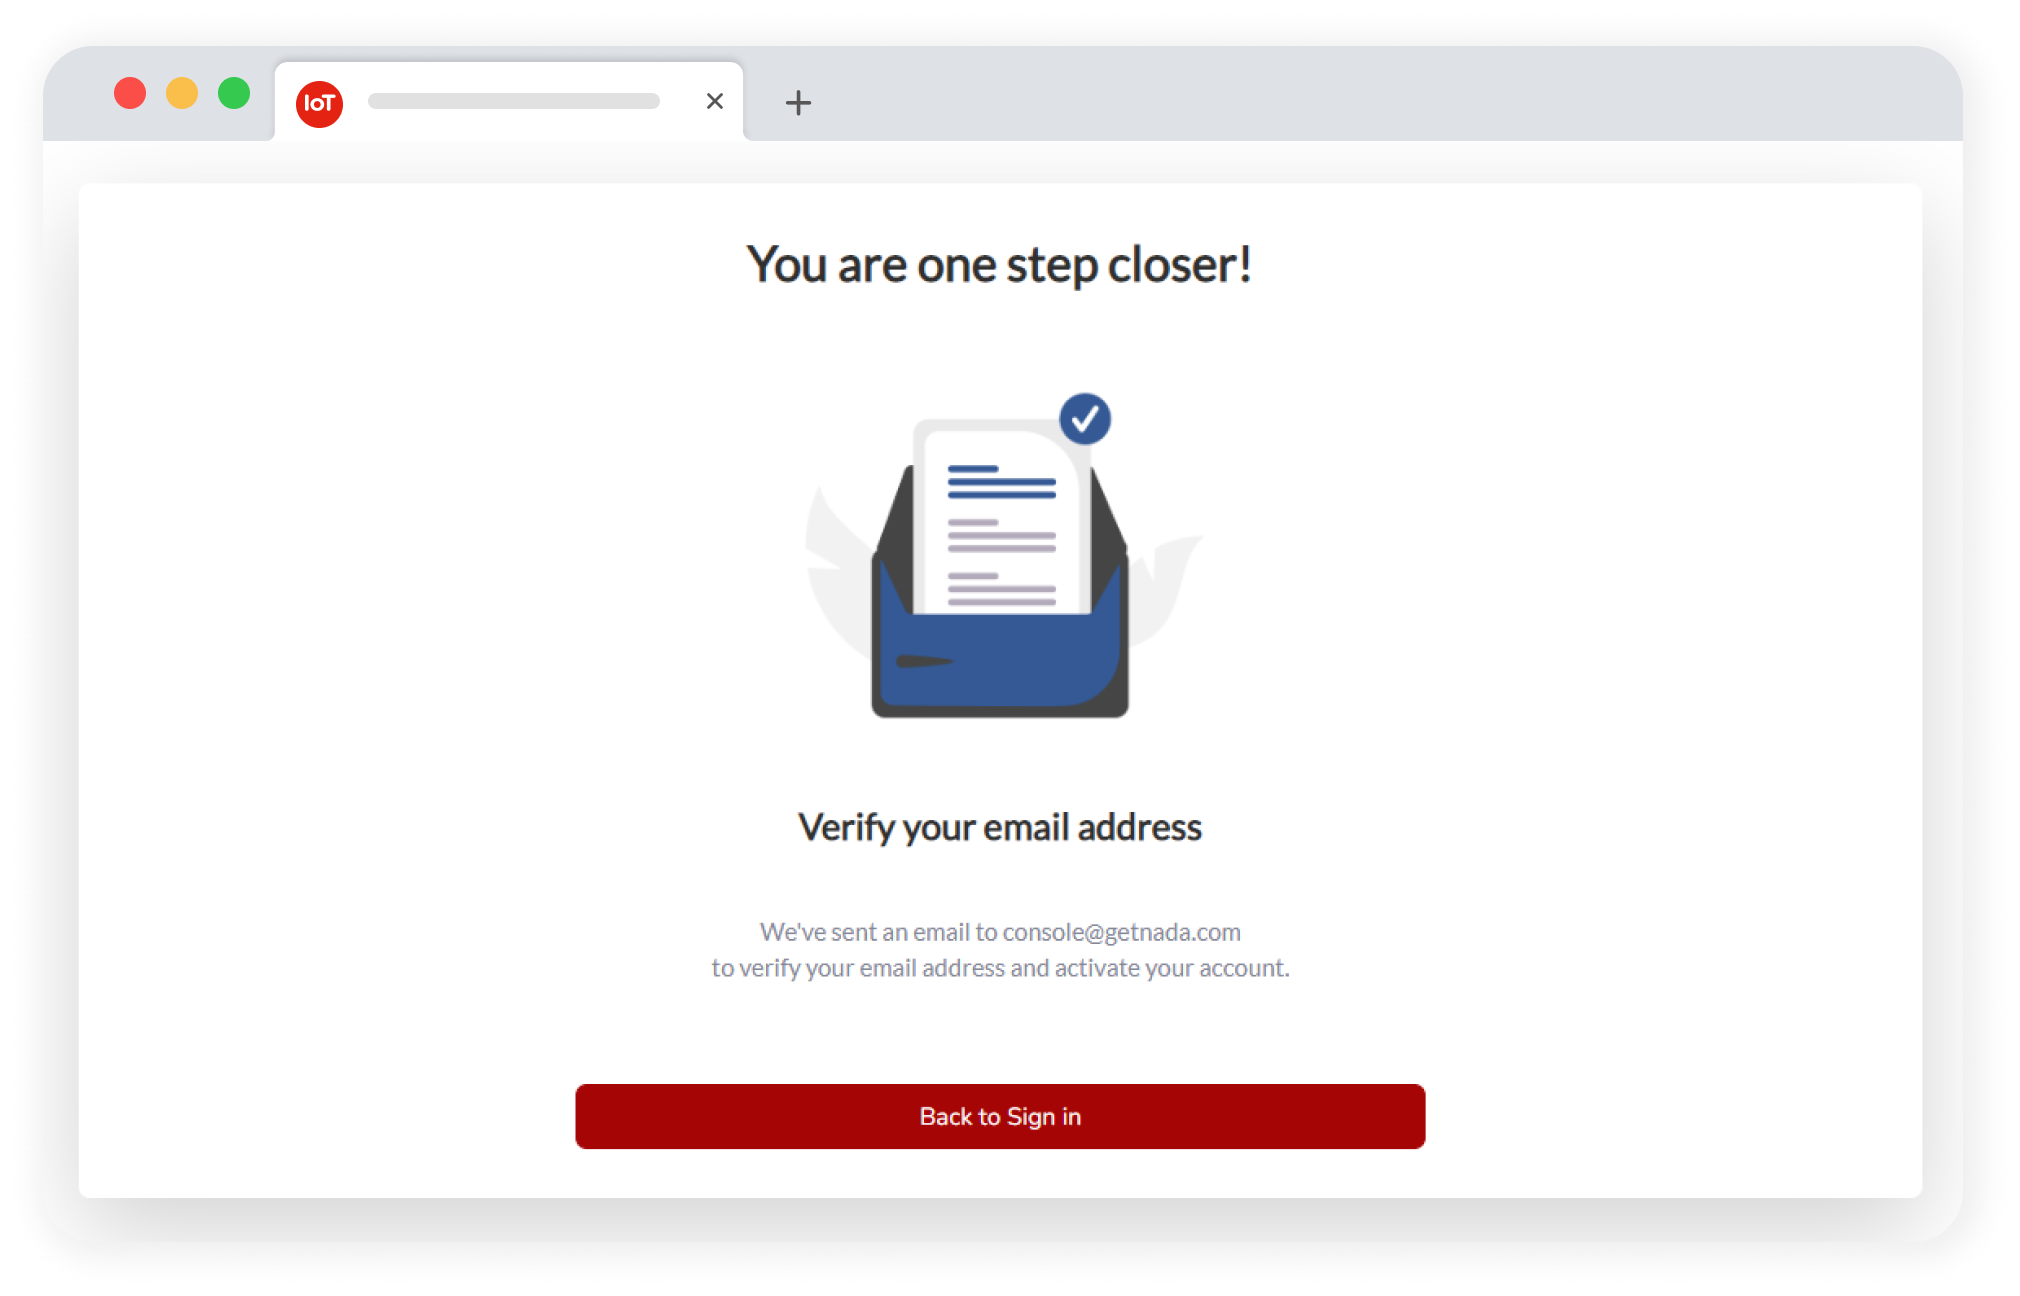 IoT
You are one step closer!
Verify your email address
We've sent an email to console@getnada.com
to verify your email address and activate your account.
Back to Sign in